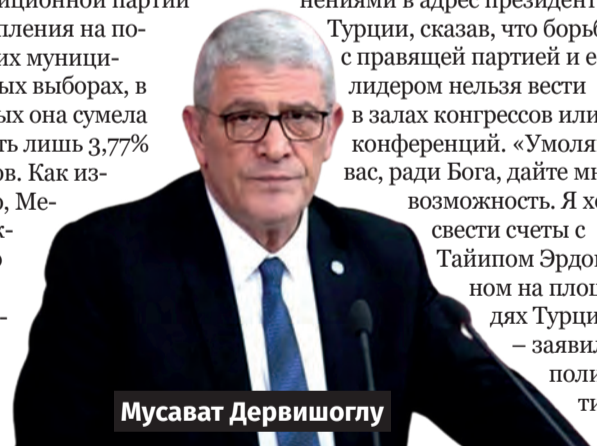 иционной партии
пления на по-
их муници-
ых выборах, в
ых она сумела
ть лишь 3,77%
ов. Как из-
о, Ме-
к-
о
-
нениями в адрес президент
Турции, сказав, что борьб
с правящей партией и е
лидером нельзя вести
в залах конгрессов или
конференций. «Умоля
вас, ради Бога, дайте мн
возможность. Я х
свести счеты с
Тайипом Эрдо
ном на площ
дях Турци
– заявил
поли
ти
Мусават Дервишоглу